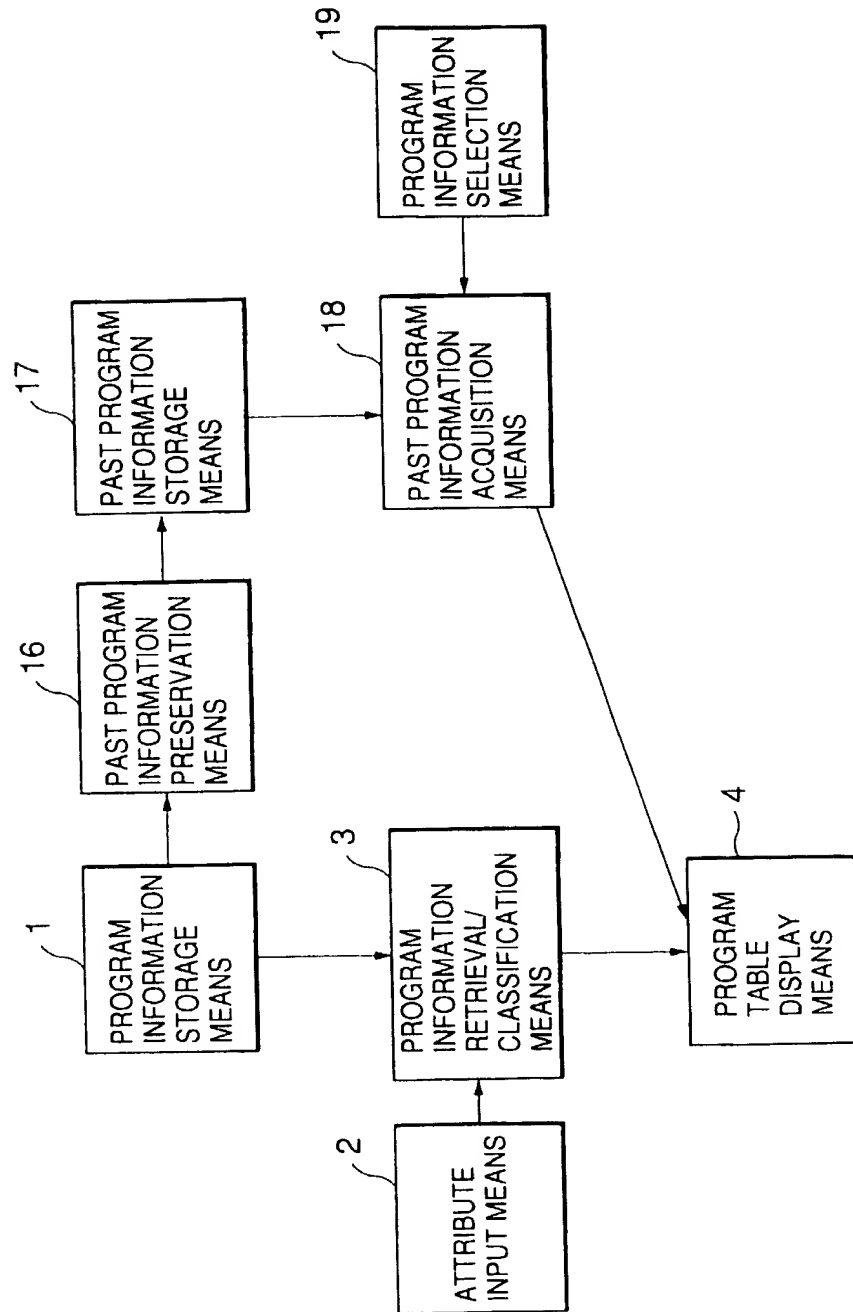 1
PROGRAM
INFORMATION
STORAGE
MEANS
16
PAST PROGRAM
INFORMATION
PRESERVATION
MEANS
17
PAST PROGRAM
INFORMATION
STORAGE
MEANS
2
ATTRIBUTE
INPUT MEANS
3
PROGRAM
INFORMATION
RETRIEVAL/
CLASSIFICATION
MEANS
18
PAST PROGRAM
INFORMATION
ACQUISITION
MEANS
19
PROGRAM
INFORMATION
SELECTION
MEANS
4
PROGRAM
TABLE
DISPLAY
MEANS